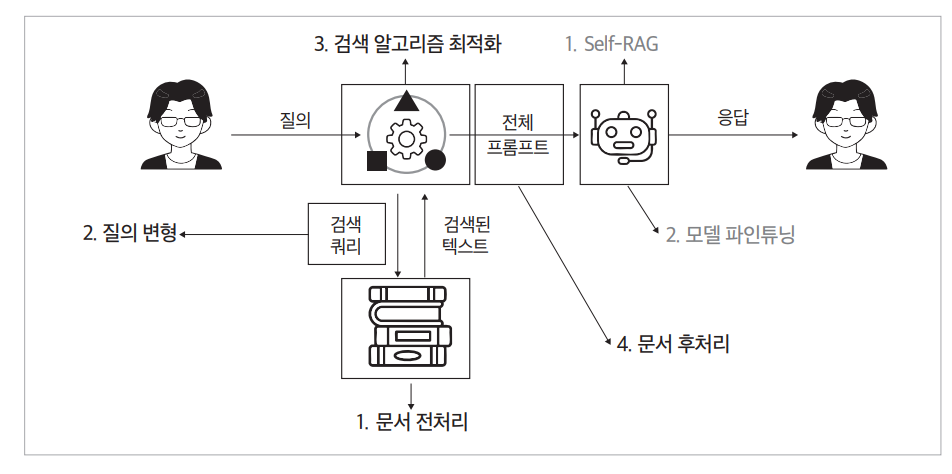 3. 검색 알고리즘 최적화
1. Self-RAG
질의
전체
프롬프트
응답
2. 질의 변형
검색
쿼리
검색된
텍스트
2. 모델 파인튜닝
4. 문서 후처리
1. 문서 전처리